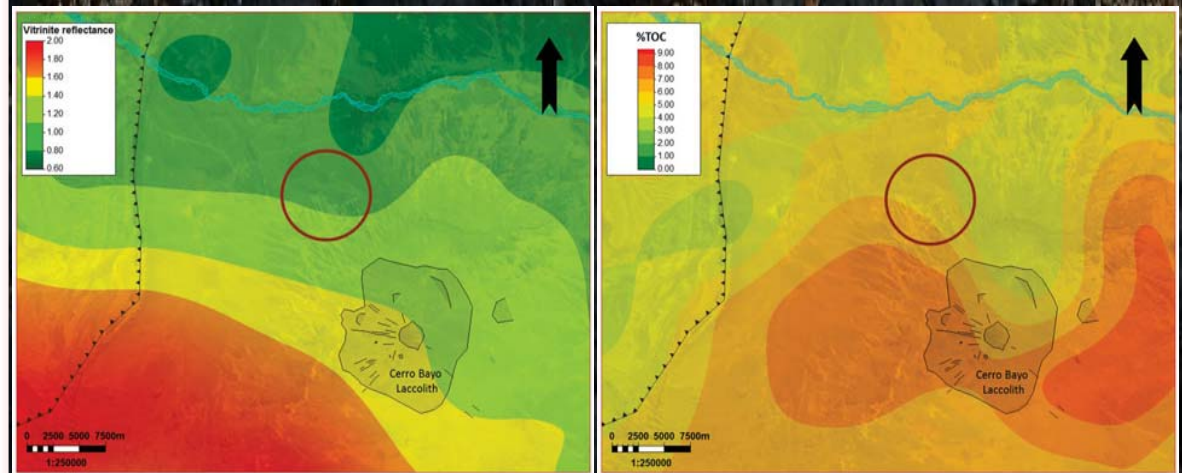 Vitrinite reflectance
2.00
1.80
1.60
1.40
1.20
1.00
0.80
0.60
Cerro Bayo
Laccolith
0 2500 5000 7500m
1:250000
%TOC
9.00
8.00
7.00
6.00
5.00
4.00
3.00
2.00
1.00
0.00
Cerro Bayo
Laccolith
0 2500 5000 7500m
1:250000